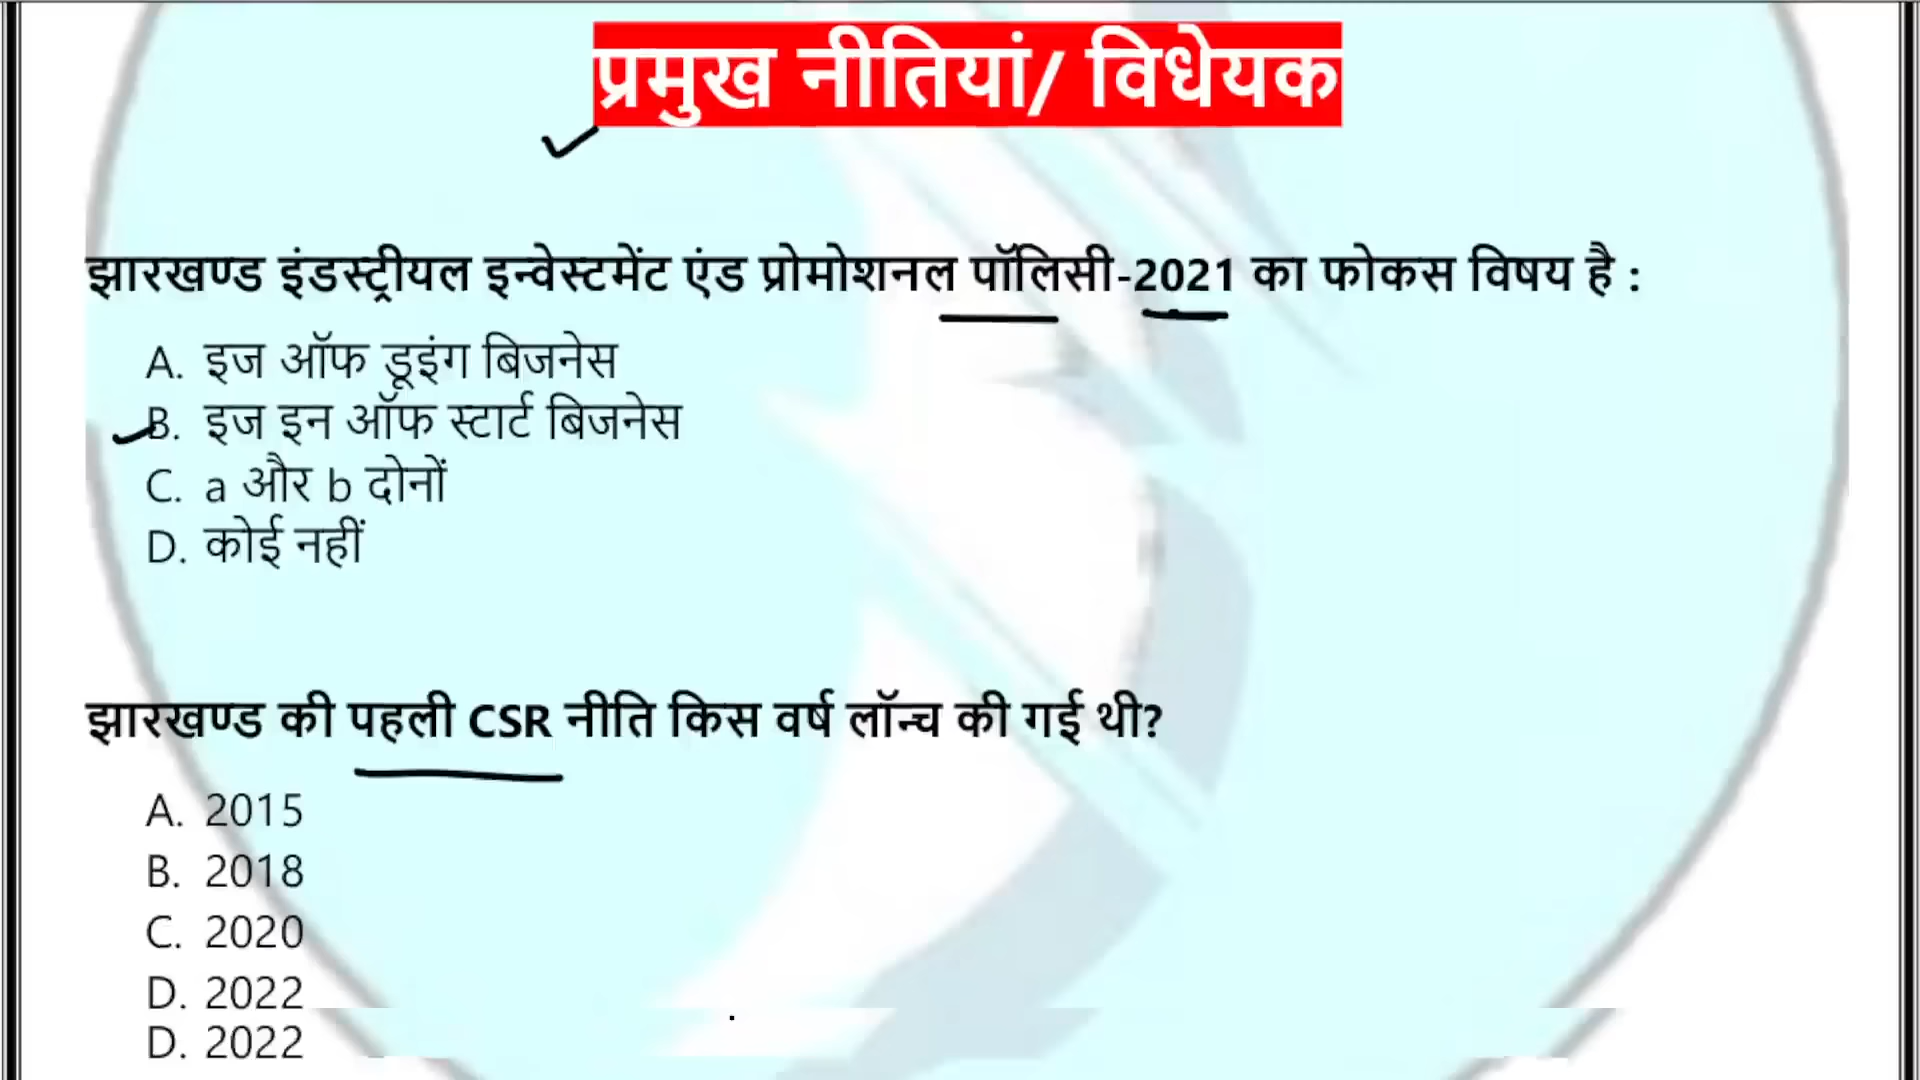 प्रमुख नीतियां/ विधेयक
झारखण्ड इंडस्ट्रीयल इन्वेस्टमेंट एंड प्रोमोशनल पॉलिसी-2021 का फोकस विषय है :
A. इज ऑफ डूइंग बिजनेस
B. इज इन ऑफ स्टार्ट बिजनेस
C. a और b दोनों
D. कोई नहीं
झारखण्ड की पहली CSR नीति किस वर्ष लॉन्च की गई थी?
A. 2015
B. 2018
C. 2020
D. 2022
D. 2022